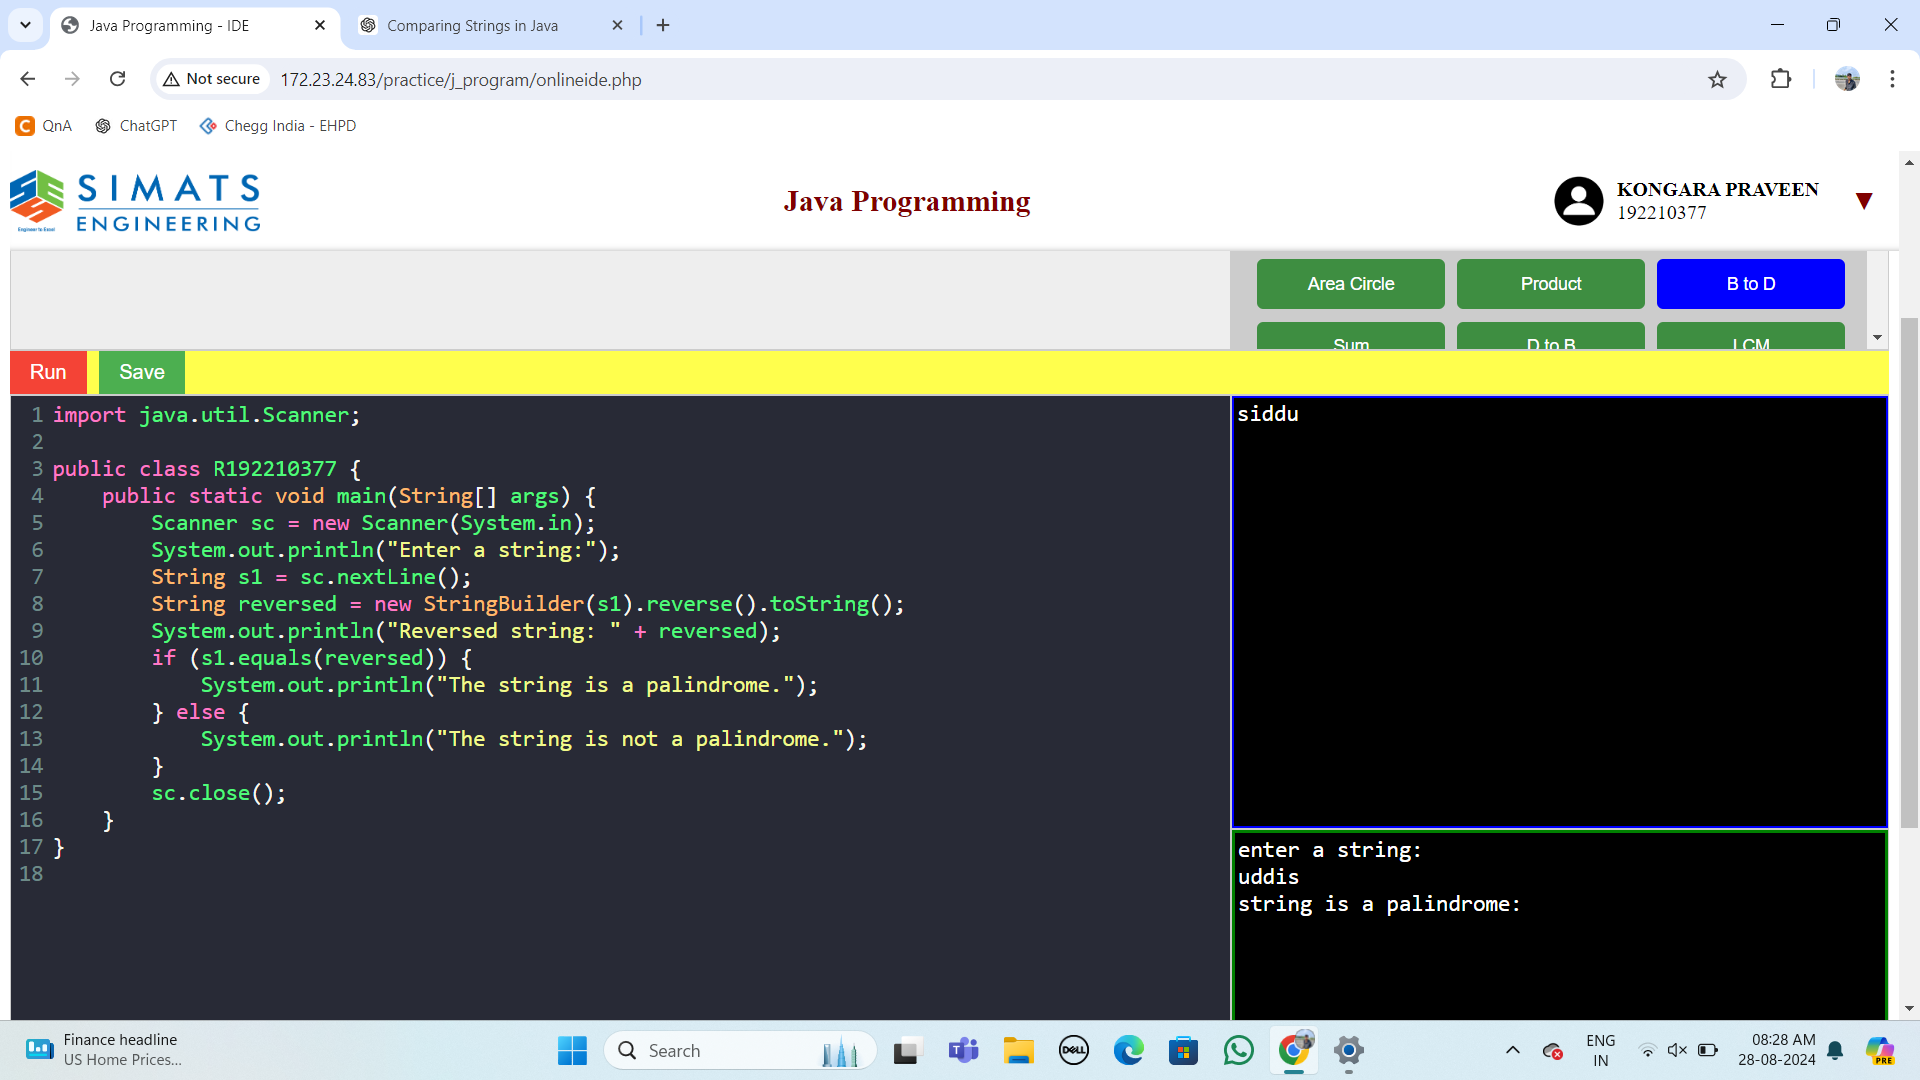 Java Programming - IDE
Comparing Strings in Java
Not secure
172.23.24.83/practice/j_program/onlineide.php
QnA
ChatGPT
Chegg India - EHPD
SIMATS
ENGINEERING
Engineer to Excel
Java Programming
KONGARA PRAVEEN
192210377
Area Circle
Product
B to D
Sum
D to B
LCM
Run
Save
1 import java.util.Scanner;
2
3 public class R192210377 {
4     public static void main(String[] args) {
5         Scanner sc = new Scanner(System.in);
6         System.out.println("Enter a string:");
7         String s1 = sc.nextLine();
8         String reversed = new StringBuilder(s1).reverse().toString();
9         System.out.println("Reversed string: " + reversed);
10         if (s1.equals(reversed)) {
11             System.out.println("The string is a palindrome.");
12         } else {
13             System.out.println("The string is not a palindrome.");
14         }
15         sc.close();
16     }
17 }
18
siddu
enter a string:
uddis
string is a palindrome:
Finance headline
US Home Prices...
Search
DELL
ENG
IN
08:28 AM
28-08-2024
PRE